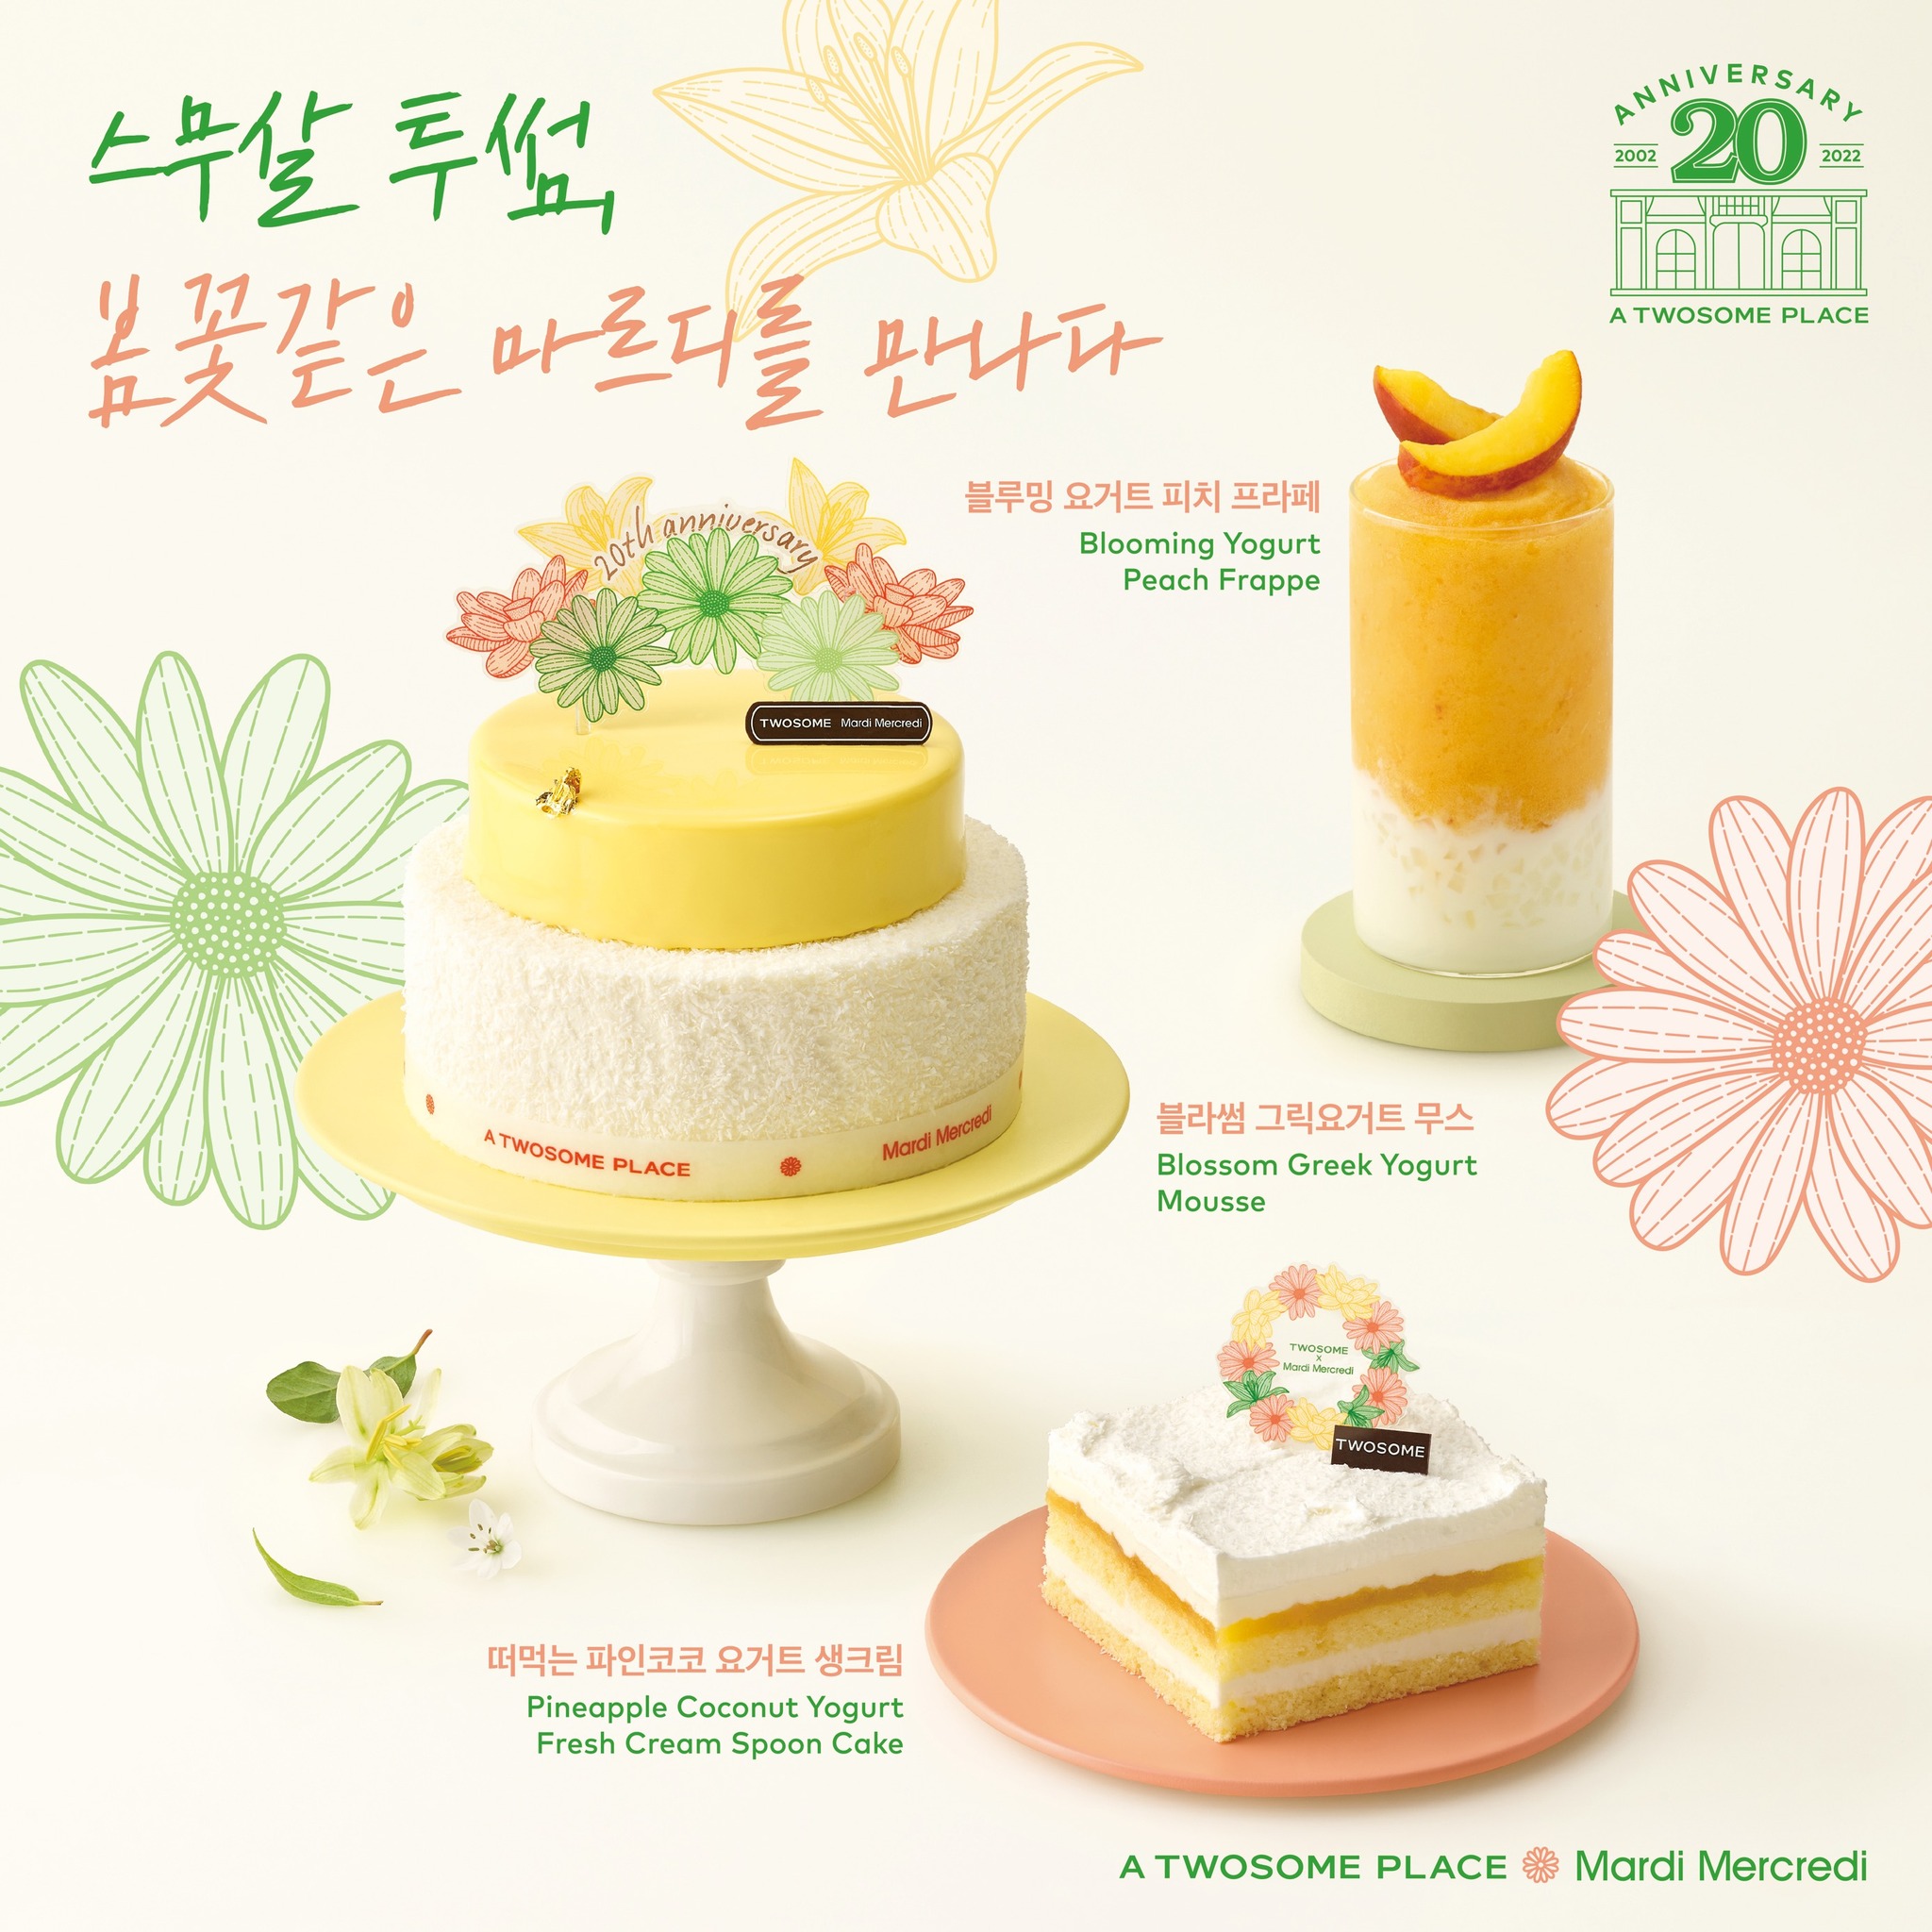 스무살 투썸,
봄꽃같은 마르디를 만나다
ANNIVERSARY
2002 20 2022
A TWOSOME PLACE
블루밍 요거트 피치 프라페
Blooming Yogurt
Peach Frappe
20th anniversary
TWOSOME Mardi Mercredi
A TWOSOME PLACE Mardi Mercredi
블라썸 그릭요거트 무스
Blossom Greek Yogurt
Mousse
TWOSOME
X
Mardi Mercredi
TWOSOME
떠먹는 파인코코 요거트 생크림
Pineapple Coconut Yogurt
Fresh Cream Spoon Cake
A TWOSOME PLACE Mardi Mercredi